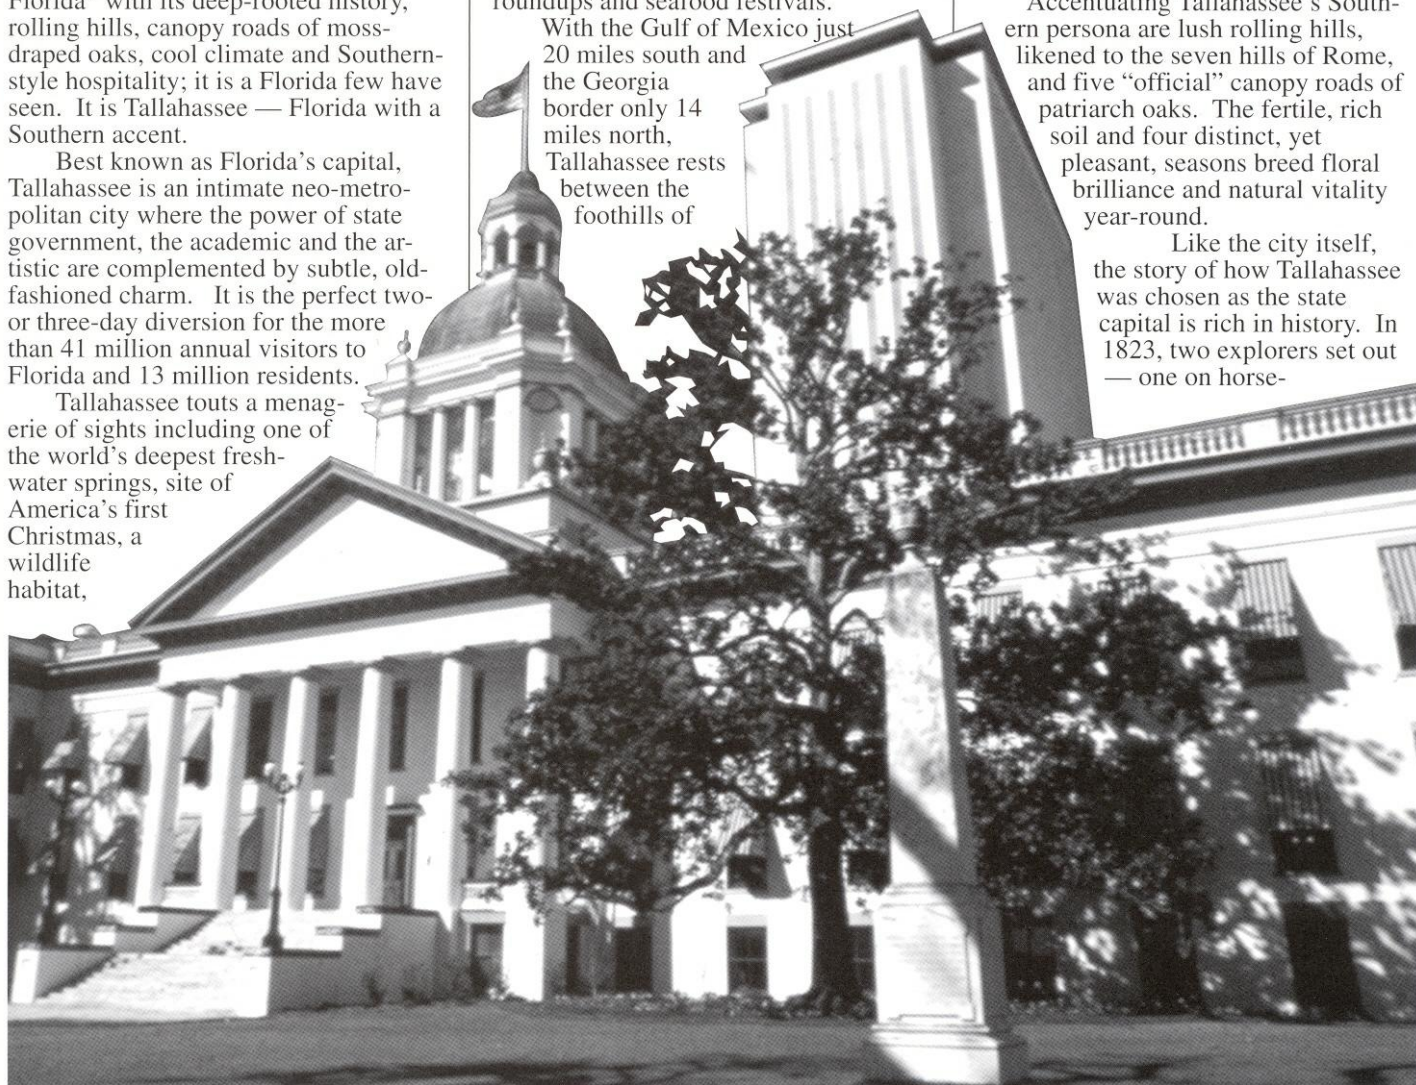 Florida" with its deep-rooted history,
rolling hills, canopy roads of moss-
draped oaks, cool climate and Southern-
style hospitality; it is a Florida few have
seen.  It is Tallahassee — Florida with a
Southern accent.
Best known as Florida's capital,
Tallahassee is an intimate neo-metro-
politan city where the power of state
government, the academic and the ar-
tistic are complemented by subtle, old-
fashioned charm.   It is the perfect two-
or three-day diversion for the more
than 41 million annual visitors to
Florida and 13 million residents.
Tallahassee touts a menag-
erie of sights including one of
the world's deepest fresh-
water springs, site of
America's first
Christmas, a
wildlife
habitat,
roundups and seafood festivals.
With the Gulf of Mexico just
20 miles south and
the Georgia
border only 14
miles north,
Tallahassee rests
between the
foothills of
Accentuating Tallahassee's South-
ern persona are lush rolling hills,
likened to the seven hills of Rome,
and five “official” canopy roads of
patriarch oaks.  The fertile, rich
soil and four distinct, yet
pleasant, seasons breed floral
brilliance and natural vitality
year-round.
Like the city itself,
the story of how Tallahassee
was chosen as the state
capital is rich in history.  In
1823, two explorers set out
— one on horse-